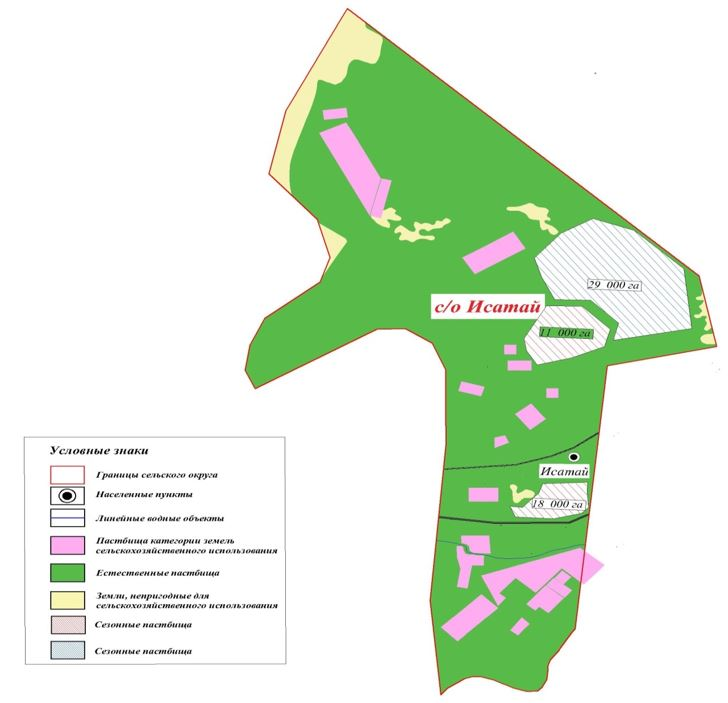 29 000 га
с/о Исатай
11 000 га
Исатай
18 000 га
Условные знаки
Границы сельского округа
Населенные пункты
Линейные водные объекты
Пастбища категории земель
сельскохозяйственного использования
Естественные пастбища
Земли, непригодные для
сельскохозяйственного использования
Сезонные пастбища
Сезонные пастбища